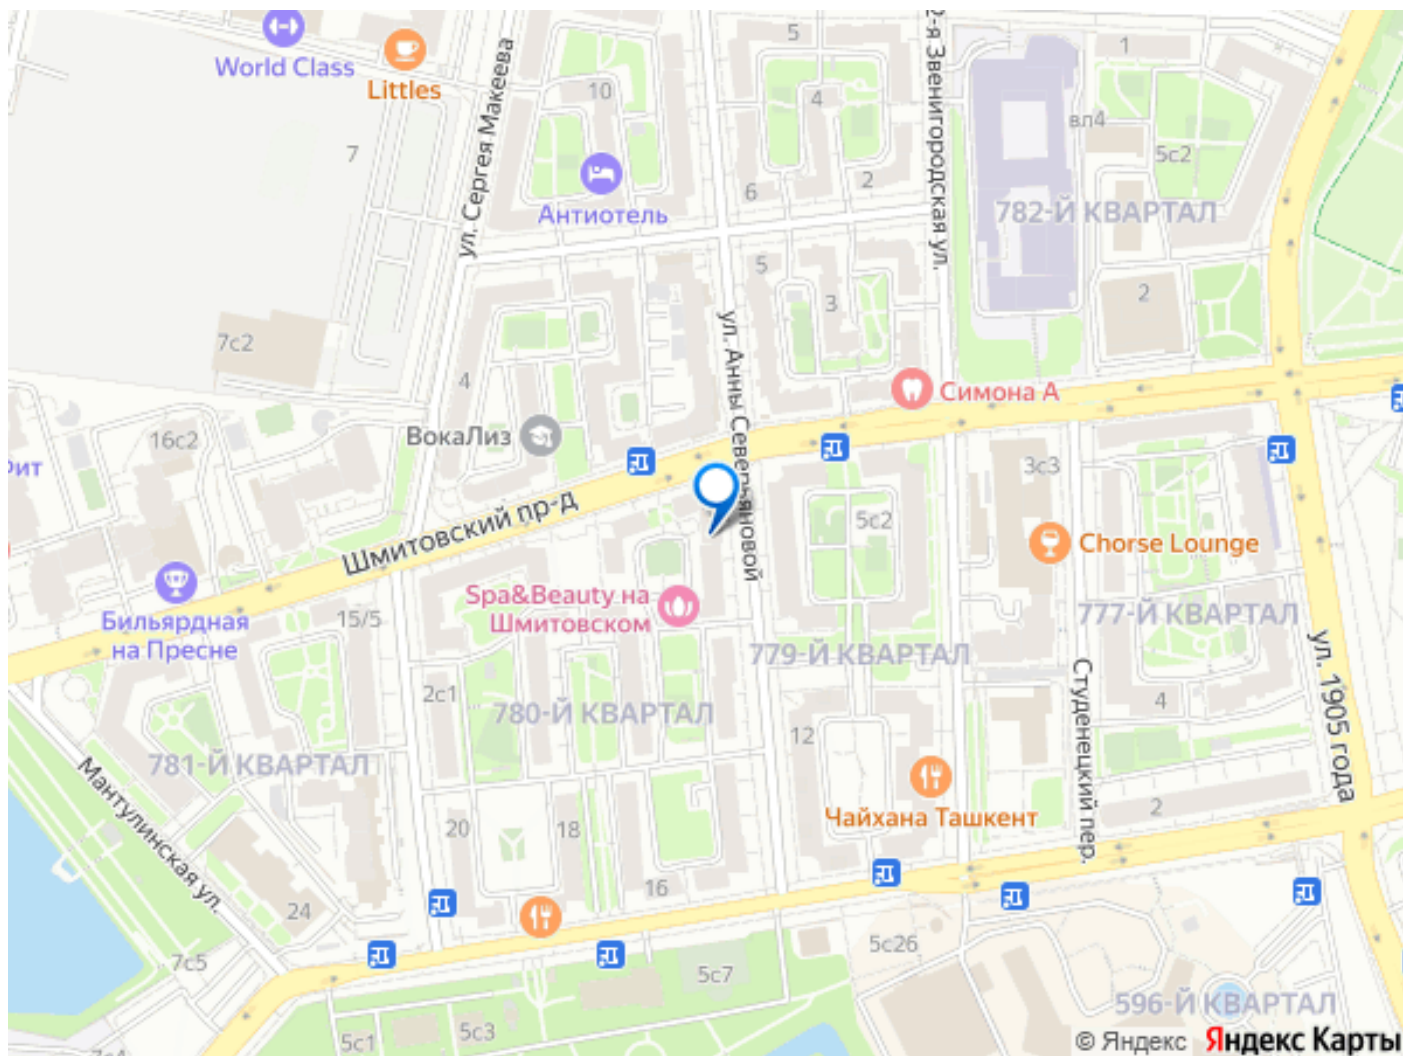 World Class
Littles
ул. Сергея Макеева
2-я Звенигородская ул.
5
1
10
4
вл4
7
5с2
6
2
Антиотель
782-Й КВАРТАЛ
5
3
2
7с2
ул. Анны Северьяновой
4
Симона А
ВокаЛиз
16с2
3с3
Шмитовский пр-д
5с2
Chorse Lounge
Spa&Beauty на
Шмитовском
Бильярдная
на Пресне
15/5
777-Й КВАРТАЛ
779-Й КВАРТАЛ
ул. 1905 года
2с1
780-Й КВАРТАЛ
Студенецкий пер.
4
12
781-Й КВАРТАЛ
Мантулинская ул.
Чайхана Ташкент
2
20
18
16
24
7с5
5с26
5с7
5с3
5с1
596-Й КВАРТАЛ
© Яндекс Яндекс Карты